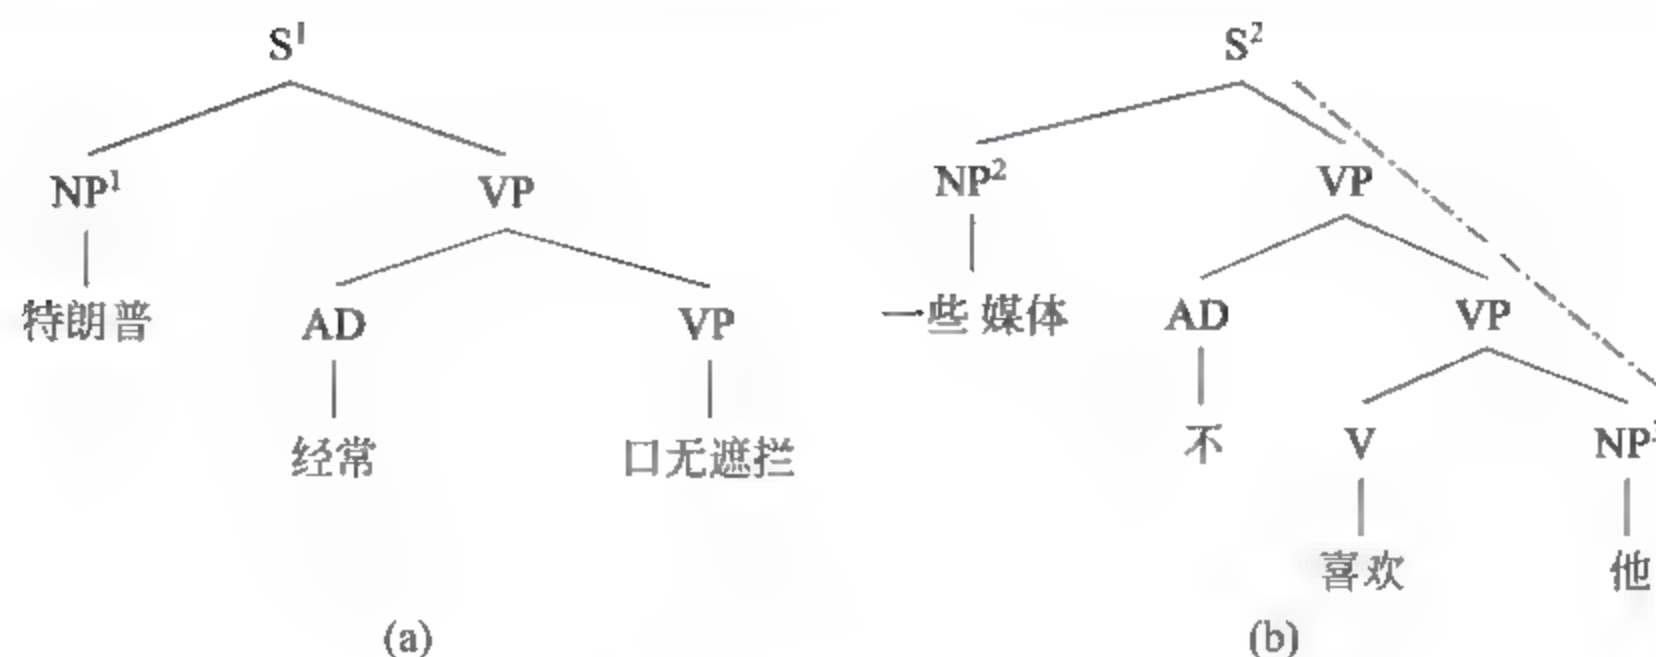 S¹ S²
NP¹ VP NP² VP
特朗普 AD VP 一些 媒体 AD VP
经常 口无遮拦 不 V NP
喜欢 他
(a) (b)